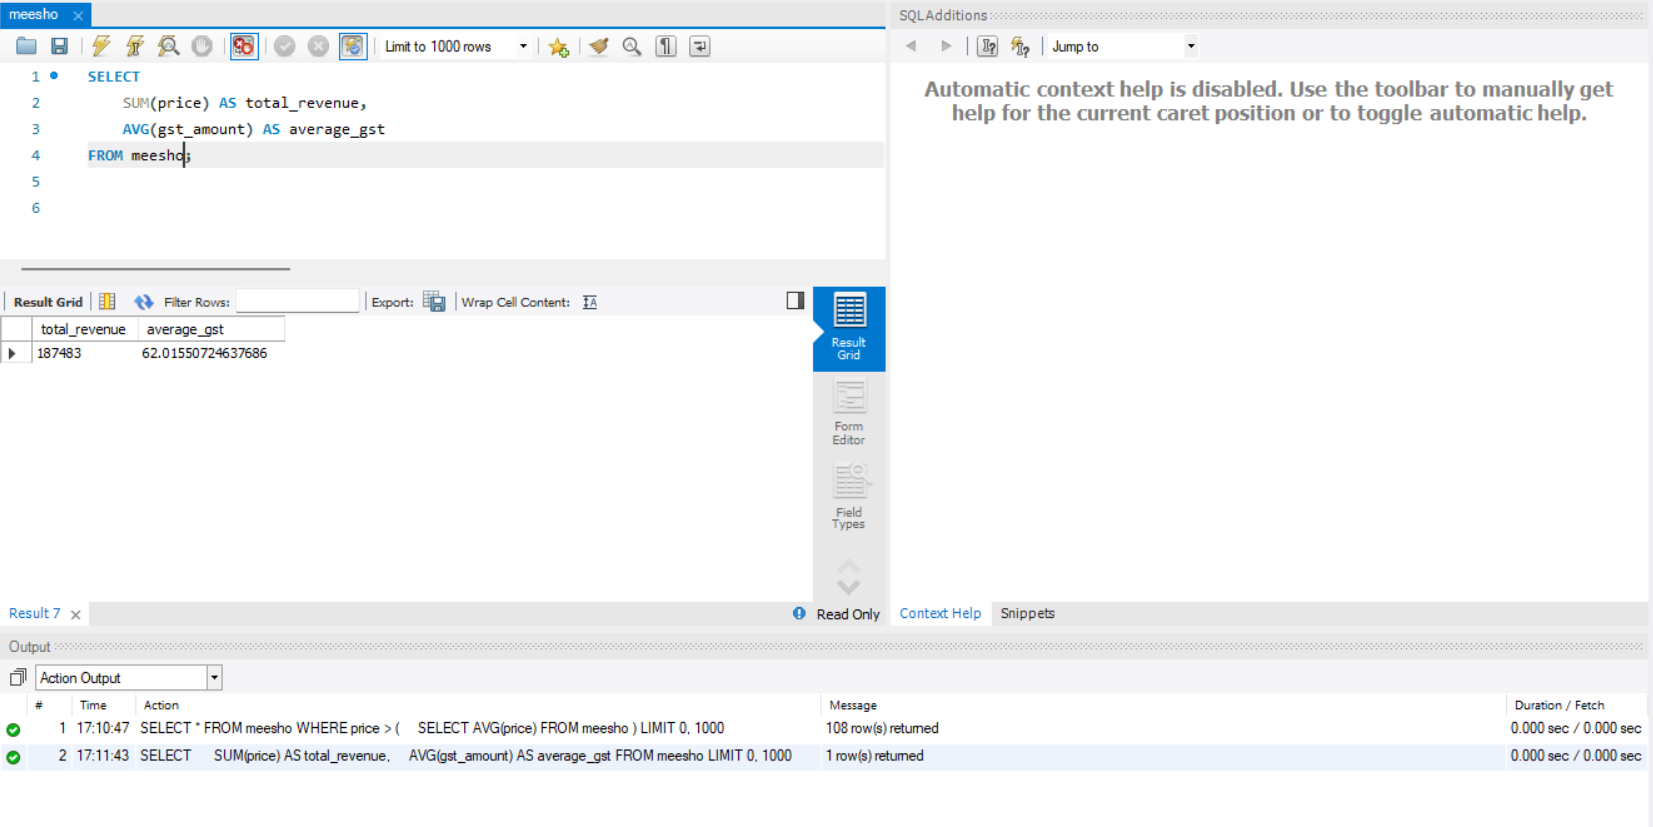 meesho
SQLAdditions
Limit to 1000 rows
Jump to
1 SELECT
2 SUM(price) AS total_revenue,
3 AVG(gst_amount) AS average_gst
4 FROM meesho;
5
6
Automatic context help is disabled. Use the toolbar to manually get
help for the current caret position or to toggle automatic help.
Result Grid Filter Rows: Export: Wrap Cell Content: IA
total_revenue average_gst
187483 62.01550724637686
Result
Grid
Form
Editor
Field
Types
Result 7 Read Only
Context Help Snippets
Output
Action Output
# Time Action Message Duration / Fetch
1 17:10:47 SELECT * FROM meesho WHERE price > ( SELECT AVG(price) FROM meesho ) LIMIT 0, 1000 108 row(s) returned 0.000 sec / 0.000 sec
2 17:11:43 SELECT SUM(price) AS total_revenue, AVG(gst_amount) AS average_gst FROM meesho LIMIT 0, 1000 1 row(s) returned 0.000 sec / 0.000 sec